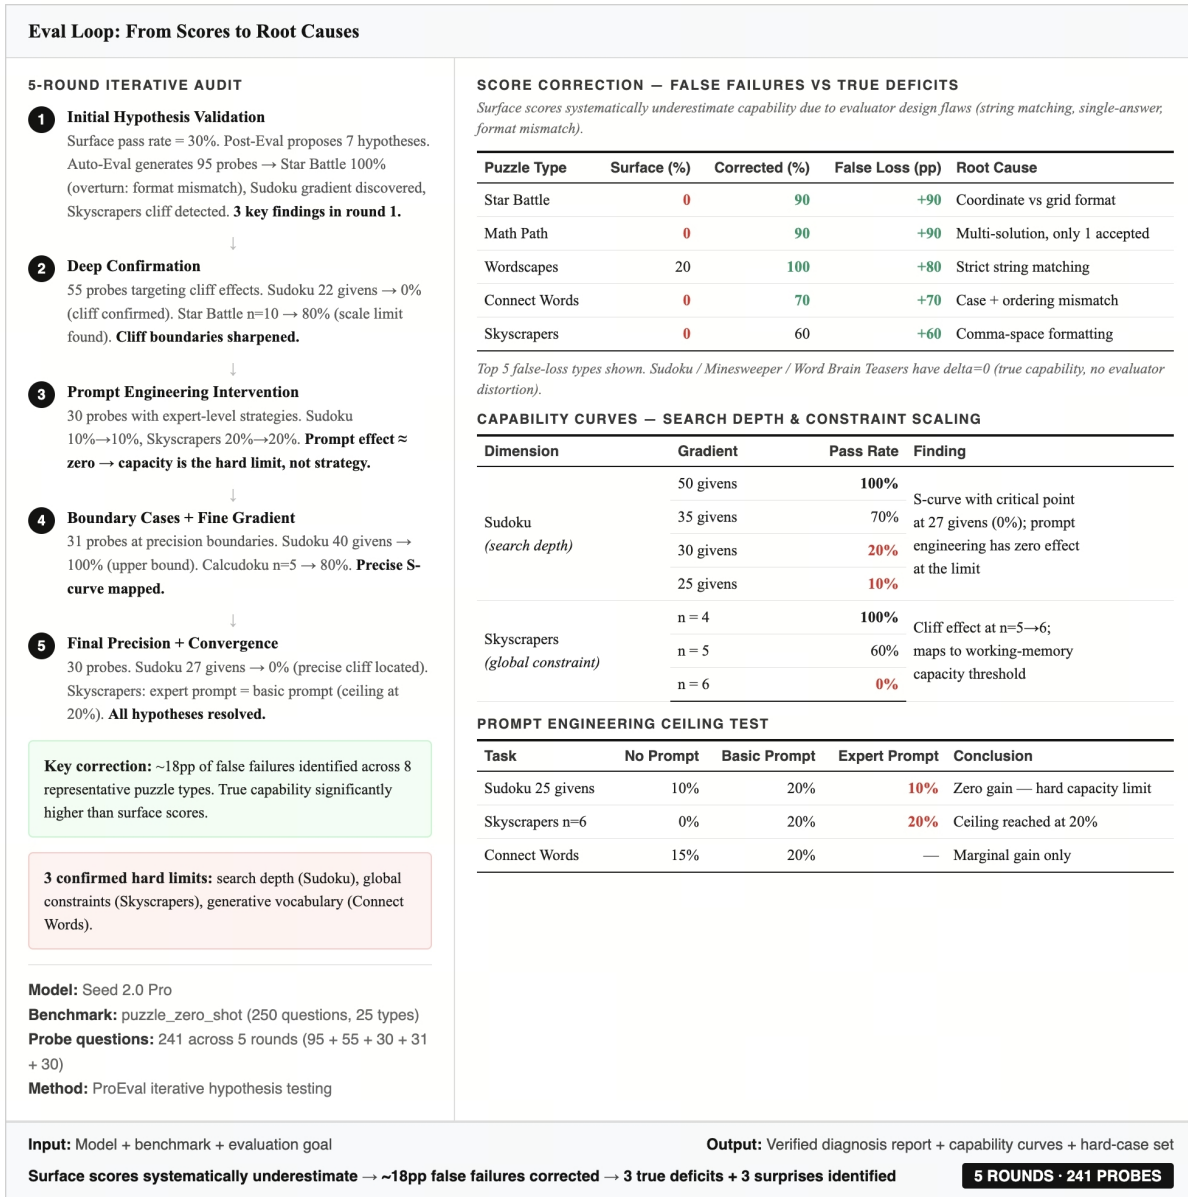 Eval Loop: From Scores to Root Causes
5-ROUND ITERATIVE AUDIT
1 Initial Hypothesis Validation
Surface pass rate = 30%. Post-Eval proposes 7 hypotheses.
Auto-Eval generates 95 probes → Star Battle 100%
(overturn: format mismatch), Sudoku gradient discovered,
Skyscrapers cliff detected. 3 key findings in round 1.
↓
2 Deep Confirmation
55 probes targeting cliff effects. Sudoku 22 givens → 0%
(cliff confirmed). Star Battle n=10 → 80% (scale limit
found). Cliff boundaries sharpened.
↓
3 Prompt Engineering Intervention
30 probes with expert-level strategies. Sudoku
10%→10%, Skyscrapers 20%→20%. Prompt effect ≈
zero → capacity is the hard limit, not strategy.
↓
4 Boundary Cases + Fine Gradient
31 probes at precision boundaries. Sudoku 40 givens →
100% (upper bound). Calcudoku n=5 → 80%. Precise S-
curve mapped.
↓
5 Final Precision + Convergence
30 probes. Sudoku 27 givens → 0% (precise cliff located).
Skyscrapers: expert prompt = basic prompt (ceiling at
20%). All hypotheses resolved.
Key correction: ~18pp of false failures identified across 8
representative puzzle types. True capability significantly
higher than surface scores.
3 confirmed hard limits: search depth (Sudoku), global
constraints (Skyscrapers), generative vocabulary (Connect
Words).
Model: Seed 2.0 Pro
Benchmark: puzzle_zero_shot (250 questions, 25 types)
Probe questions: 241 across 5 rounds (95 + 55 + 30 + 31
+ 30)
Method: ProEval iterative hypothesis testing
SCORE CORRECTION — FALSE FAILURES VS TRUE DEFICITS
Surface scores systematically underestimate capability due to evaluator design flaws (string matching, single-answer,
format mismatch).
Puzzle Type Surface (%) Corrected (%) False Loss (pp) Root Cause
Star Battle 0 90 +90 Coordinate vs grid format
Math Path 0 90 +90 Multi-solution, only 1 accepted
Wordscapes 20 100 +80 Strict string matching
Connect Words 0 70 +70 Case + ordering mismatch
Skyscrapers 0 60 +60 Comma-space formatting
Top 5 false-loss types shown. Sudoku / Minesweeper / Word Brain Teasers have delta=0 (true capability, no evaluator
distortion).
CAPABILITY CURVES — SEARCH DEPTH & CONSTRAINT SCALING
Dimension Gradient Pass Rate Finding
Sudoku
(search depth)
50 givens 100%
35 givens 70%
30 givens 20%
25 givens 10%
S-curve with critical point
at 27 givens (0%); prompt
engineering has zero effect
at the limit
Skyscrapers
(global constraint)
n = 4 100%
n = 5 60%
n = 6 0%
Cliff effect at n=5→6;
maps to working-memory
capacity threshold
PROMPT ENGINEERING CEILING TEST
Task No Prompt Basic Prompt Expert Prompt Conclusion
Sudoku 25 givens 10% 20% 10% Zero gain — hard capacity limit
Skyscrapers n=6 0% 20% 20% Ceiling reached at 20%
Connect Words 15% 20% — Marginal gain only
Input: Model + benchmark + evaluation goal
Output: Verified diagnosis report + capability curves + hard-case set
Surface scores systematically underestimate → ~18pp false failures corrected → 3 true deficits + 3 surprises identified
5 ROUNDS · 241 PROBES